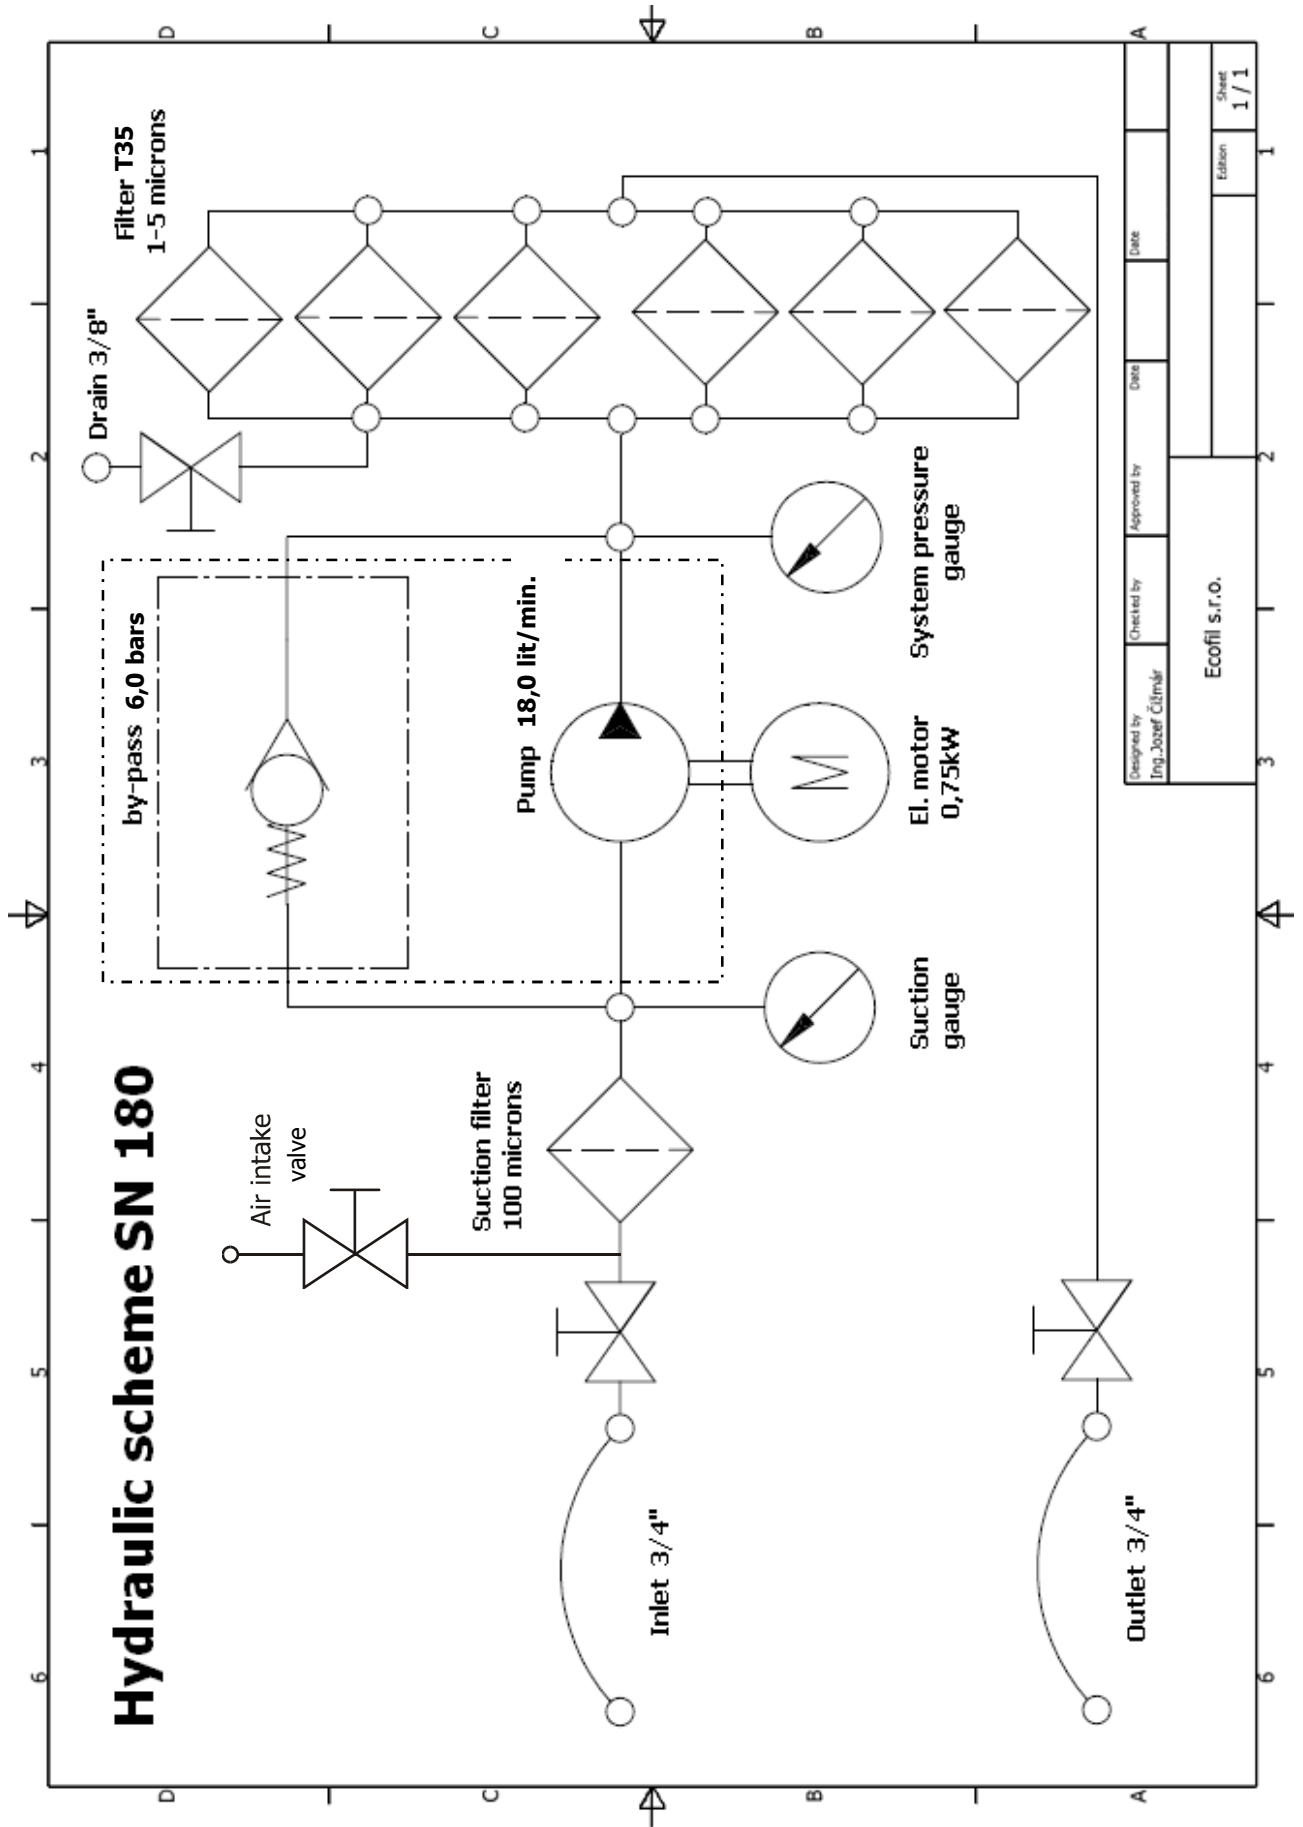 Hydraulic scheme SN 180
6
5
4
3
2
1
D
C
B
A
D
C
B
A
Air intake
valve
by-pass 6,0 bars
Drain 3/8"
Filter T35
1-5 microns
Suction filter
100 microns
Pump 18,0 lit/min.
Inlet 3/4"
Suction
gauge
El. motor
0,75kW
M
System pressure
gauge
Outlet 3/4"
Designed by
Ing.Jozef Čižmár
Checked by
Approved by
Date
Date
Ecofil s.r.o.
Edition
Sheet
1 / 1
6
5
4
3
2
1